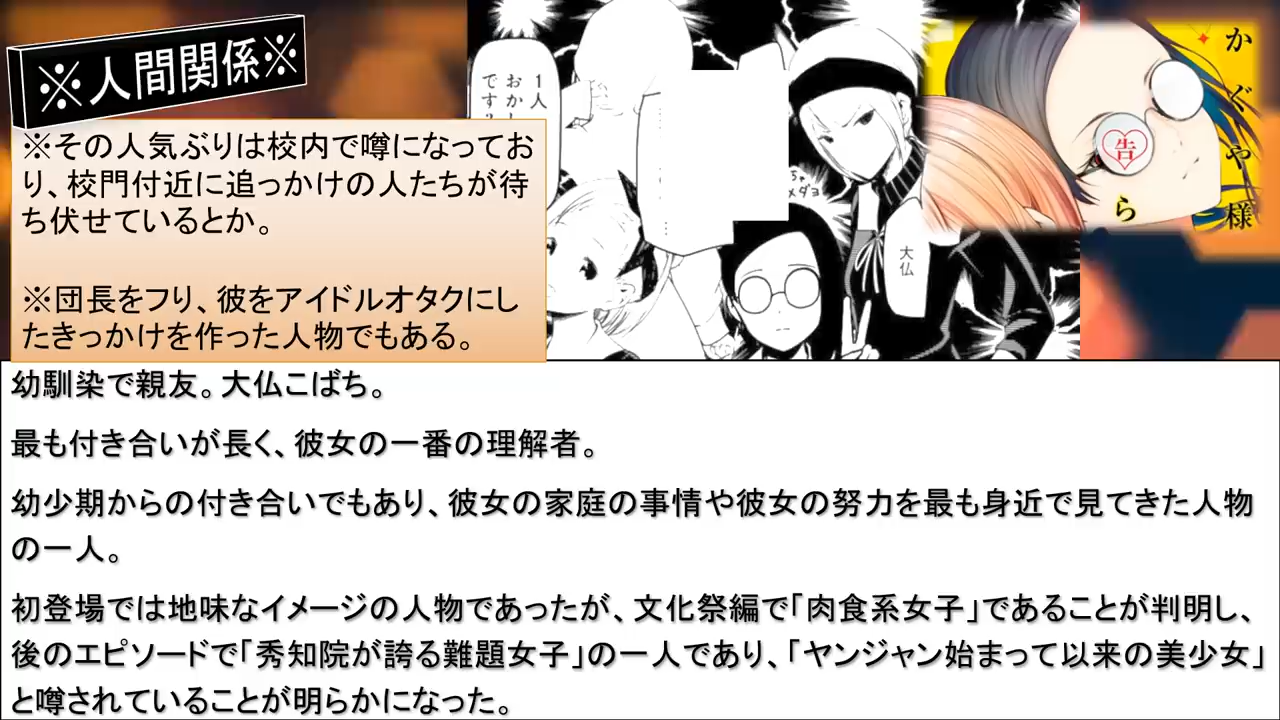 ※人間関係※
※その人気ぶりは校内で噂になってお
り、校門付近に追っかけの人たちが待
ち伏せているとか。
※団長をフり、彼をアイドルオタクにし
たきっかけを作った人物でもある。
1人
おかし
です
大仏
かぐや様
告
ら
幼馴染で親友。大仏こばち。
最も付き合いが長く、彼女の一番の理解者。
幼少期からの付き合いでもあり、彼女の家庭の事情や彼女の努力を最も身近で見てきた人物
の一人。
初登場では地味なイメージの人物であったが、文化祭編で「肉食系女子」であることが判明し、
後のエピソードで「秀知院が誇る難題女子」の一人であり、「ヤンジャン始まって以来の美少女」
と噂されていることが明らかになった。